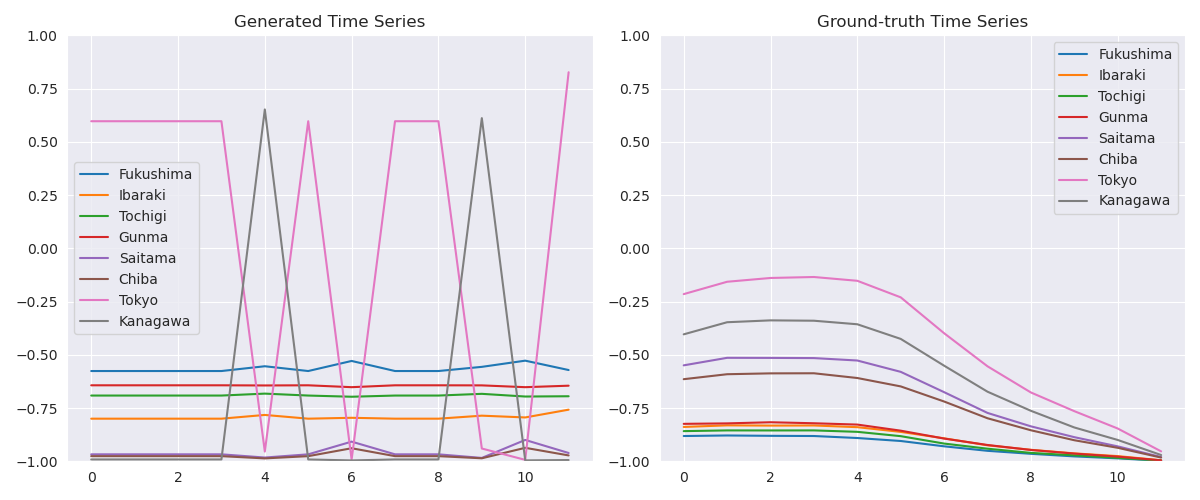 Generated Time Series
1.00
0.75
0.50
0.25
0.00
−0.25
−0.50
−0.75
−1.00
0 2 4 6 8 10
Fukushima
Ibaraki
Tochigi
Gunma
Saitama
Chiba
Tokyo
Kanagawa
Ground-truth Time Series
1.00
0.75
0.50
0.25
0.00
−0.25
−0.50
−0.75
−1.00
0 2 4 6 8 10
Fukushima
Ibaraki
Tochigi
Gunma
Saitama
Chiba
Tokyo
Kanagawa